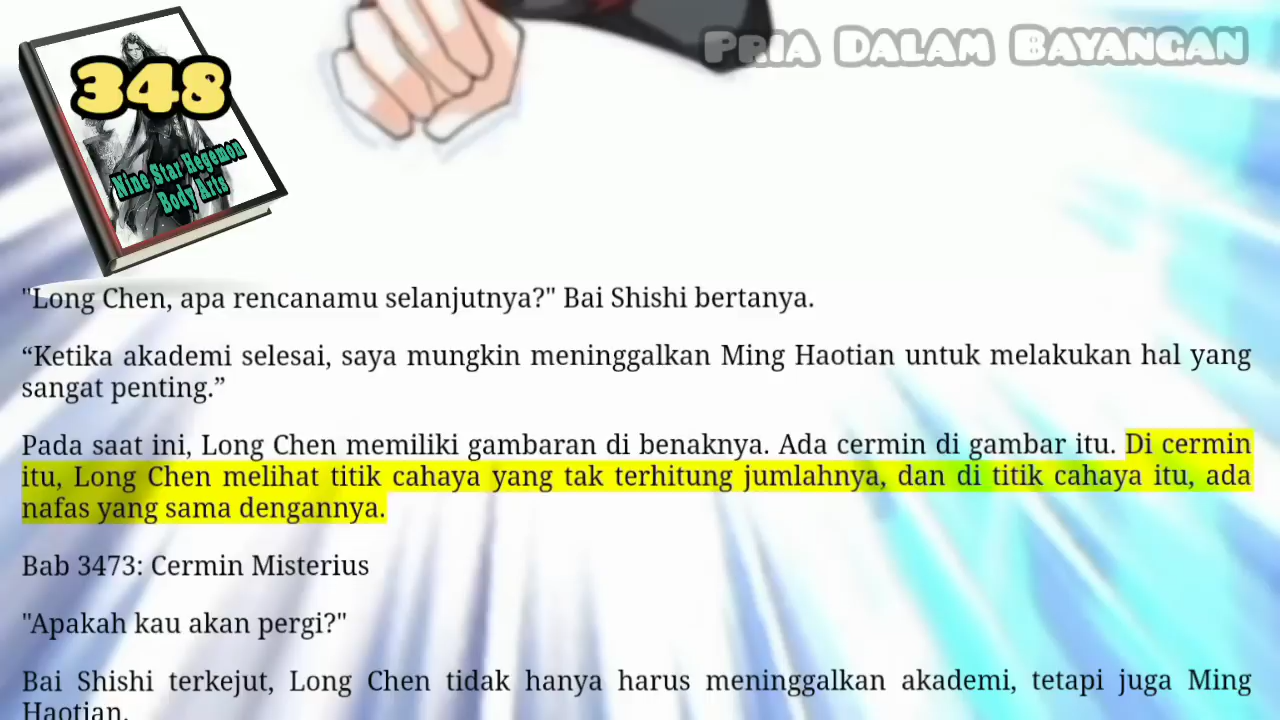 348
Nine Star Hegemon
Body Arts
Pria Dalam Bayangan
"Long Chen, apa rencanamu selanjutnya?" Bai Shishi bertanya.
“Ketika akademi selesai, saya mungkin meninggalkan Ming Haotian untuk melakukan hal yang
sangat penting.”
Pada saat ini, Long Chen memiliki gambaran di benaknya. Ada cermin di gambar itu. Di cermin
itu, Long Chen melihat titik cahaya yang tak terhitung jumlahnya, dan di titik cahaya itu, ada
nafas yang sama dengannya.
Bab 3473: Cermin Misterius
"Apakah kau akan pergi?"
Bai Shishi terkejut, Long Chen tidak hanya harus meninggalkan akademi, tetapi juga Ming
Haotian.